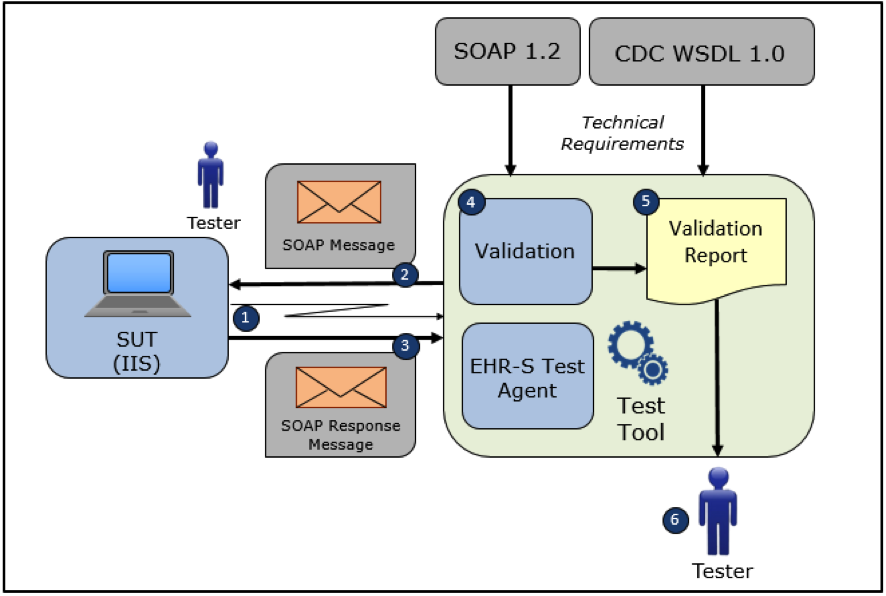 SOAP 1.2
CDC WSDL 1.0
Technical
Requirements
Tester
SOAP Message
2
1
3
SUT
(IIS)
SOAP Response
Message
4
Validation
5
Validation
Report
EHR-S Test
Agent
Test
Tool
6
Tester